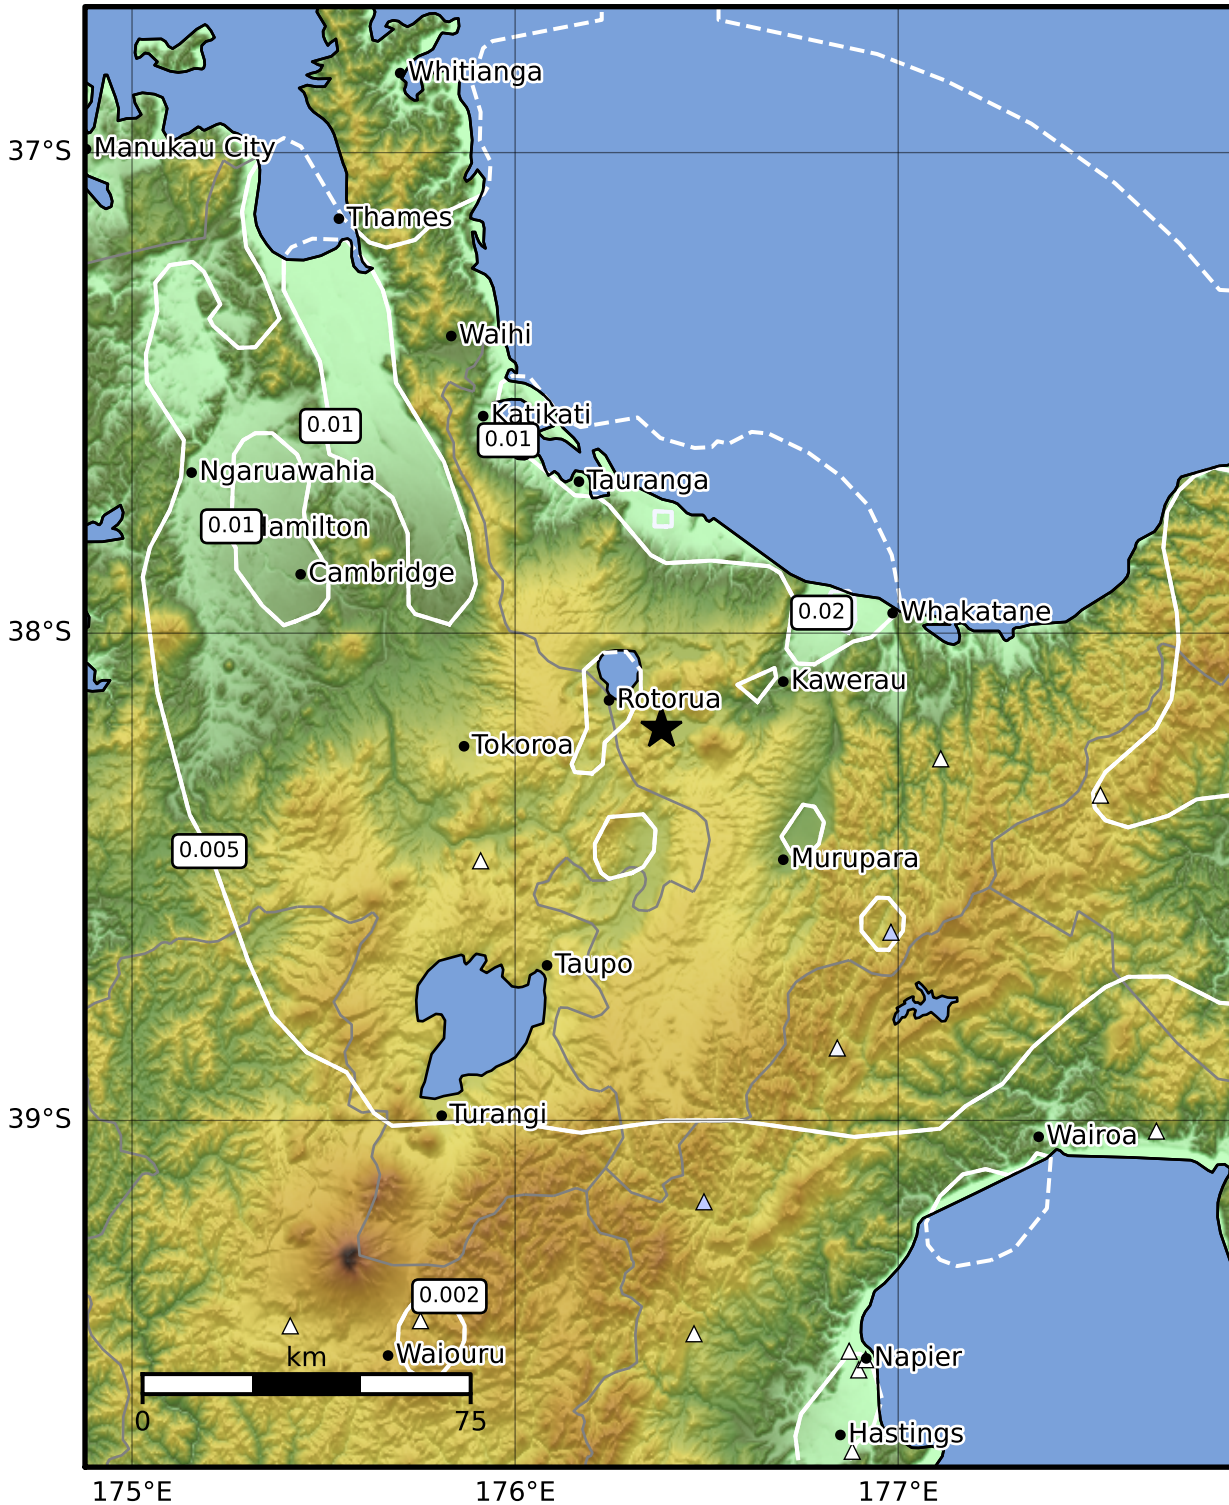 Whitianga
37°S
Manukau City
Thames
Waihi
Katikati
0.01
0.01
Ngaruawahia
Tauranga
0.01
amilton
Cambridge
0.02
Whakatane
38°S
Kawerau
Rotorua
Tokoroa
0.005
Murupara
Taupo
39°S
Turangi
Wairoa
0.002
km
Waiouru
Napier
0
75
Hastings
175°E
176°E
177°E